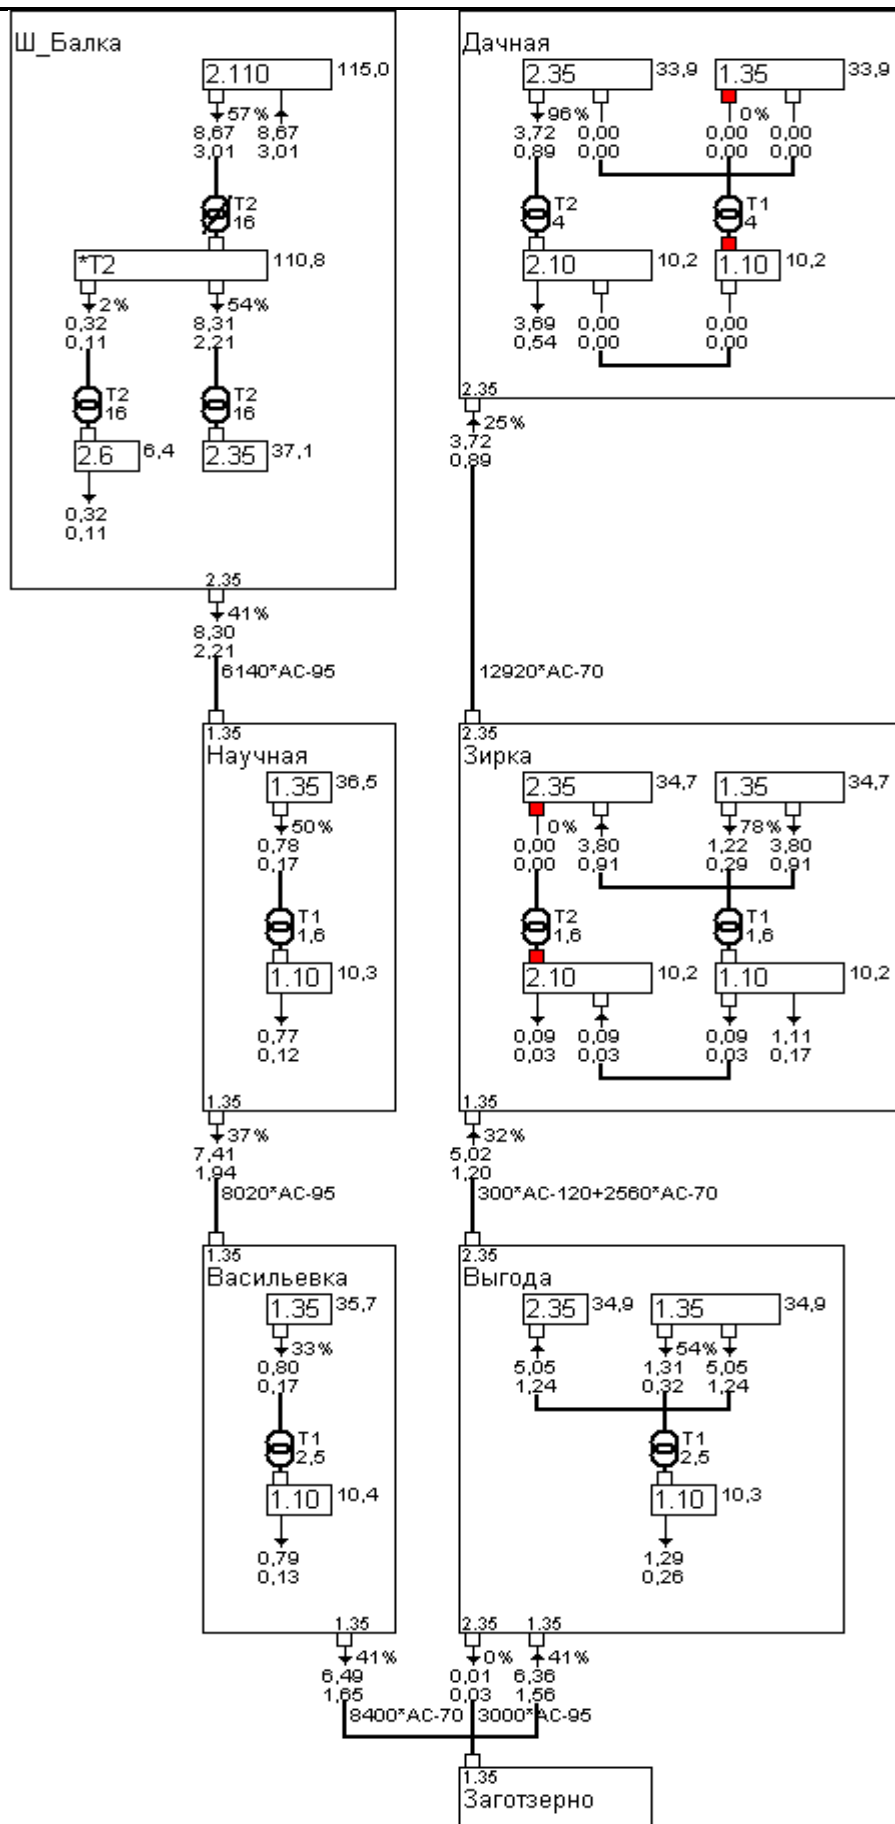 Ш_Балка
2.110 115,0
57%
8,67 8,67
3,01 3,01
T2
16
*T2 110,8
2% 54%
0,32 8,31
0,11 2,21
T2 T2
16 16
2.6 6,4 2.35 37,1
0,32
0,11
2.35
41%
8,30
2,21
6140*АС-95
1.35
Научная
1.35 36,5
50%
0,78
0,17
T1
1,6
1.10 10,3
0,77
0,12
1.35
37%
7,41
1,94
8020*АС-95
1.35
Васильевка
1.35 35,7
33%
0,80
0,17
T1
2,5
1.10 10,4
0,79
0,13
1.35
41%
6,49
1,65
8400*АС-70
Дачная
2.35 33,9 1.35 33,9
96% 0%
3,72 0,00 0,00 0,00
0,89 0,00 0,00 0,00
T2 T1
4 4
2.10 10,2 1.10 10,2
3,69 0,00 0,00
0,54 0,00 0,00
2.35
25%
3,72
0,89
12920*АС-70
2.35
Зирка
2.35 34,7 1.35 34,7
0% 78%
0,00 3,80 1,22 3,80
0,00 0,91 0,29 0,91
T2 T1
1,6 1,6
2.10 10,2 1.10 10,2
0,09 0,09 0,09 1,11
0,03 0,03 0,03 0,17
1.35
32%
5,02
1,20
300*АС-120+2560*АС-70
2.35
Выгода
2.35 34,9 1.35 34,9
54%
5,05 1,31 5,05
1,24 0,32 1,24
T1
2,5
1.10 10,3
1,29
0,26
2.35 1.35
0% 41%
0,01 6,36
0,03 1,56
3000*АС-95
1.35
Заготзерно